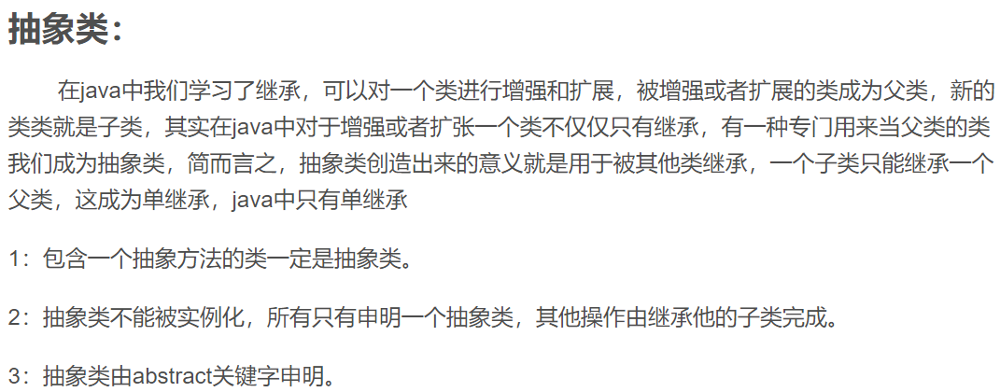 抽象类：
在java中我们学习了继承，可以对一个类进行增强和扩展，被增强或者扩展的类成为父类，新的
类类就是子类，其实在java中对于增强或者扩张一个类不仅仅只有继承，有一种专门用来当父类的类
我们成为抽象类，简而言之，抽象类创造出来的意义就是用于被其他类继承，一个子类只能继承一个
父类，这成为单继承，java中只有单继承
1：包含一个抽象方法的类一定是抽象类。
2：抽象类不能被实例化，所有只有申明一个抽象类，其他操作由继承他的子类完成。
3：抽象类由abstract关键字申明。